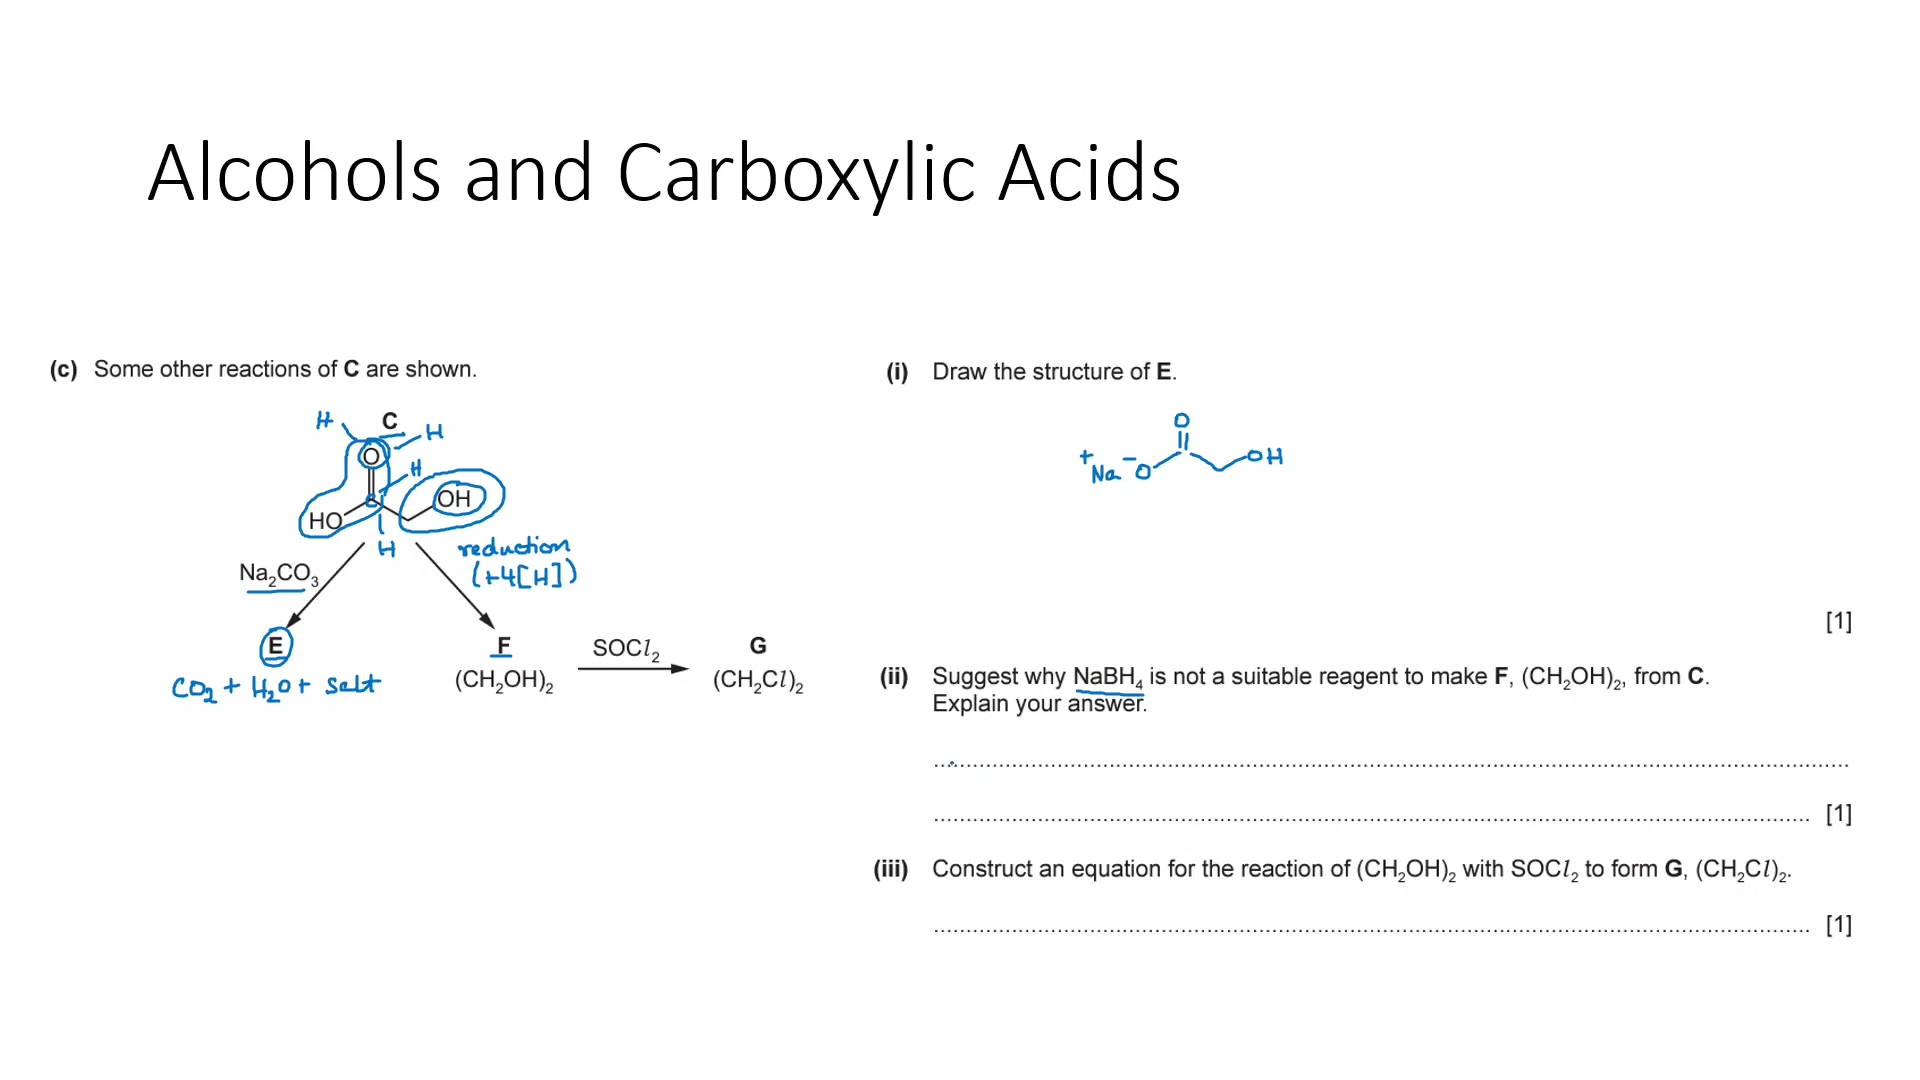 Alcohols and Carboxylic Acids
(c) Some other reactions of C are shown.
H C H
O H
C OH
HO
H reduction
Na₂CO₃ (+4[H])
E F SOCl₂ G
CO₂ + H₂O + salt (CH₂OH)₂ (CH₂Cl)₂
(i) Draw the structure of E.
O
+Na ⁻O OH
[1]
(ii) Suggest why NaBH₄ is not a suitable reagent to make F, (CH₂OH)₂, from C.
Explain your answer.
[1]
(iii) Construct an equation for the reaction of (CH₂OH)₂ with SOCl₂ to form G, (CH₂Cl)₂.
[1]